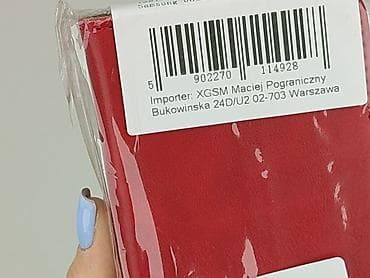 5 902270 114928
Importer: XGSM Maciej Pograniczny
Bukowinska 24D/U2 02-703 Warszawa